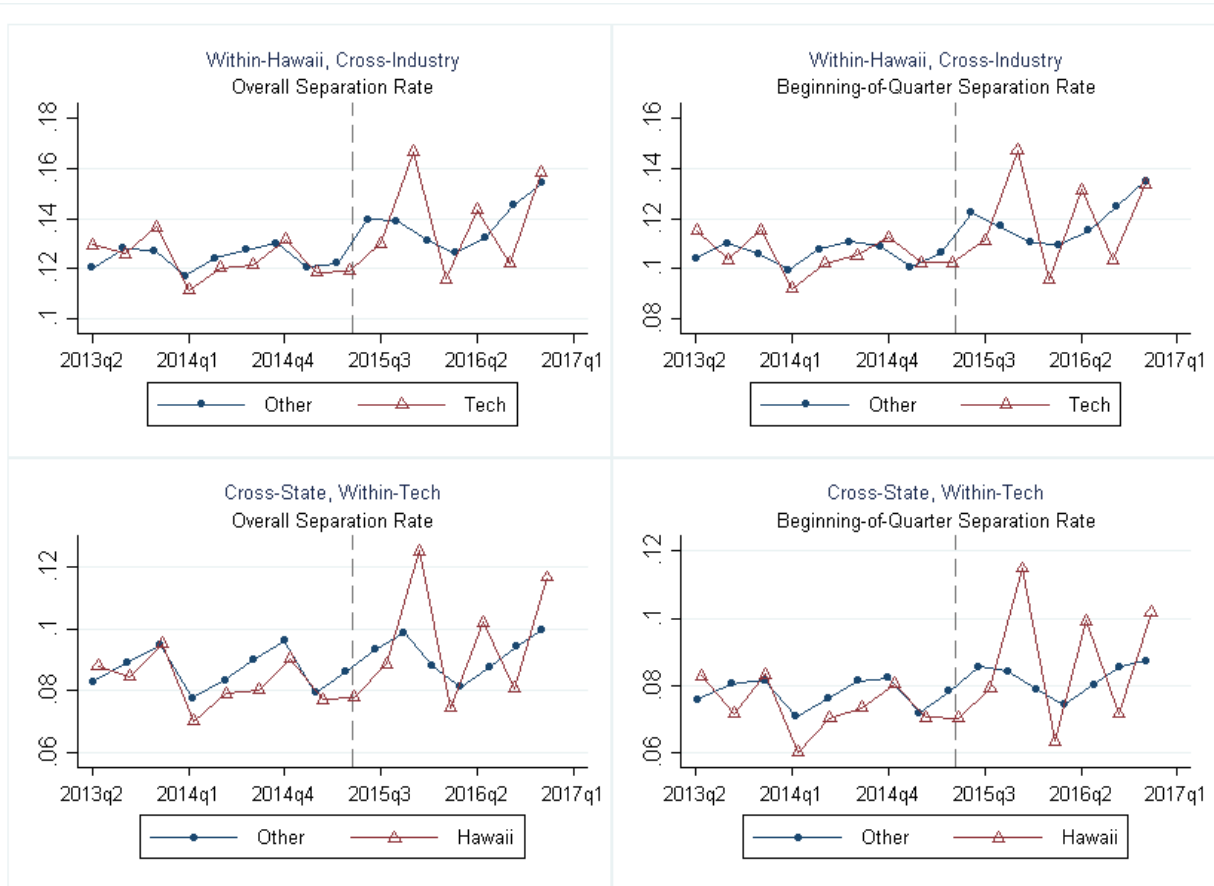 Within-Hawaii, Cross-Industry
Overall Separation Rate
.18
.16
.14
.12
.1
2013q2 2014q1 2014q4 2015q3 2016q2 2017q1
Other Tech
Within-Hawaii, Cross-Industry
Beginning-of-Quarter Separation Rate
.16
.14
.12
.1
.08
2013q2 2014q1 2014q4 2015q3 2016q2 2017q1
Other Tech
Cross-State, Within-Tech
Overall Separation Rate
.12
.1
.08
.06
2013q2 2014q1 2014q4 2015q3 2016q2 2017q1
Other Hawaii
Cross-State, Within-Tech
Beginning-of-Quarter Separation Rate
.12
.1
.08
.06
2013q2 2014q1 2014q4 2015q3 2016q2 2017q1
Other Hawaii